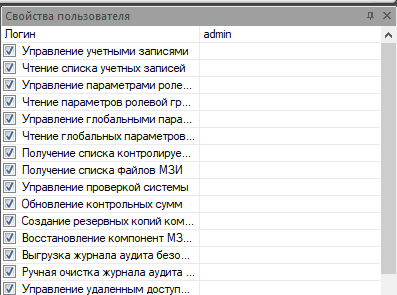 Свойства пользователя
Логин admin
Управление учетными записями
Чтение списка учетных записей
Управление параметрами роле...
Чтение параметров ролевой гр...
Управление глобальными пара...
Чтение глобальных параметров...
Получение списка контролируе...
Получение списка файлов МЗИ
Управление проверкой системы
Обновление контрольных сумм
Создание резервных копий ком...
Восстановление компонент МЗ...
Выгрузка журнала аудита безо...
Ручная очистка журнала аудита ...
Управление удаленным доступ...